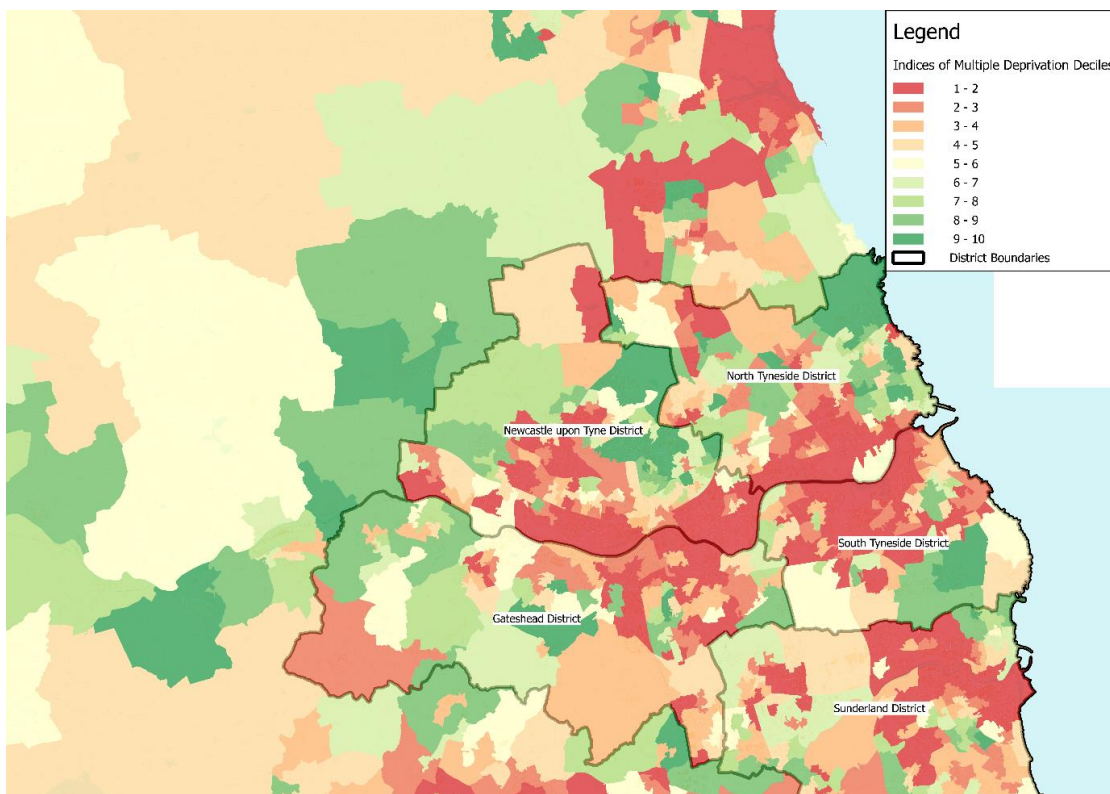 Legend
Indices of Multiple Deprivation Deciles
1 - 2
2 - 3
3 - 4
4 - 5
5 - 6
6 - 7
7 - 8
8 - 9
9 - 10
District Boundaries
North Tyneside District
Newcastle upon Tyne District
South Tyneside District
Gateshead District
Sunderland District